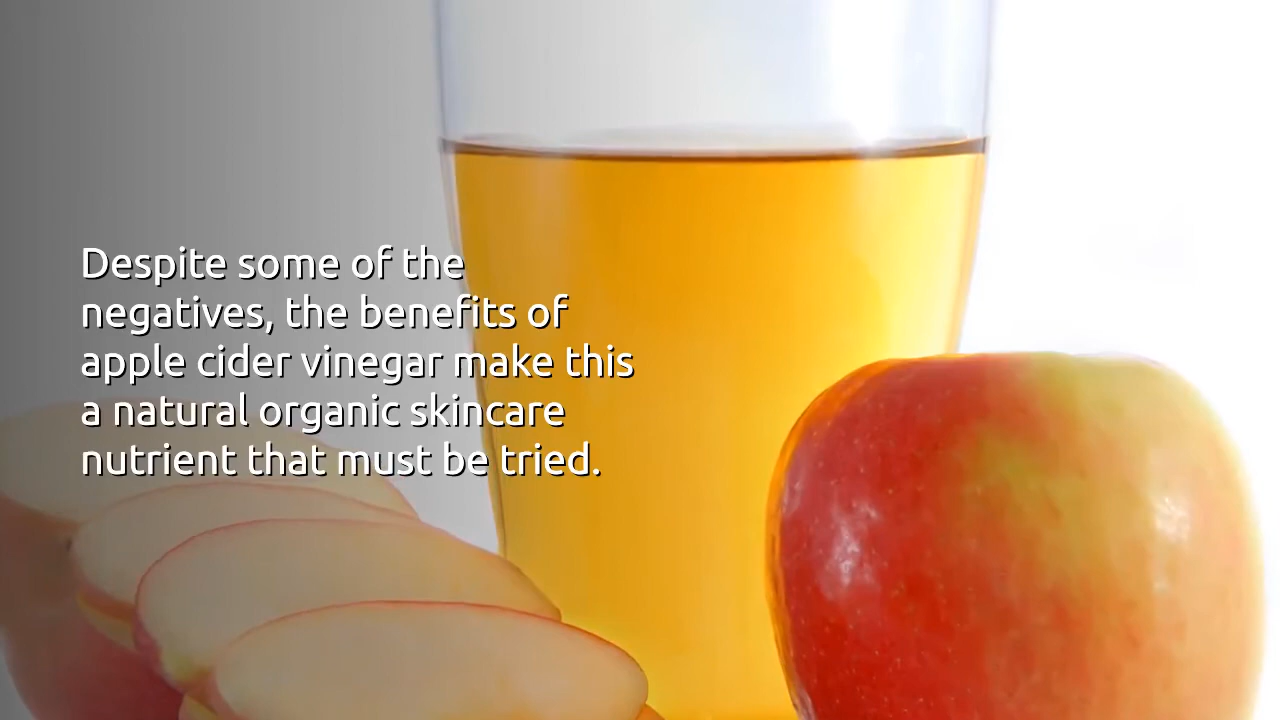 Despite some of the
negatives, the benefits of
apple cider vinegar make this
a natural organic skincare
nutrient that must be tried.